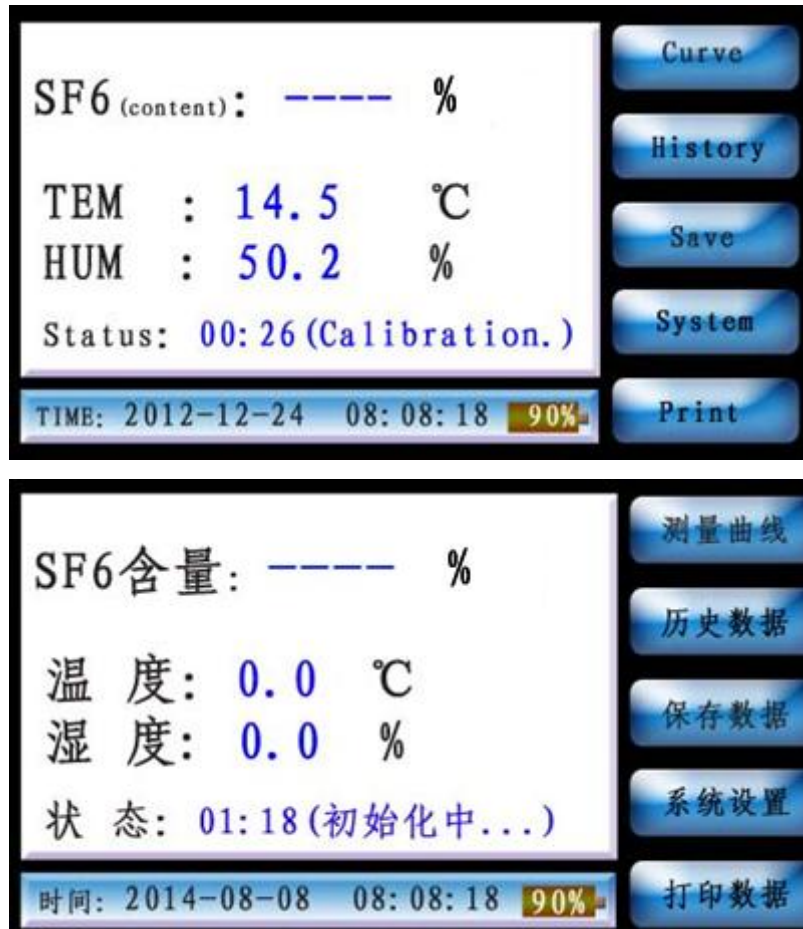 SF6(content): ---- %
TEM : 14.5 ℃
HUM : 50.2 %
Status: 00:26(Calibration.)
TIME: 2012-12-24 08:08:18 90%
Curve
History
Save
System
Print
SF6含量: ---- %
温 度: 0.0 ℃
湿 度: 0.0 %
状 态: 01:18(初始化中...)
时间: 2014-08-08 08:08:18 90%
测量曲线
历史数据
保存数据
系统设置
打印数据